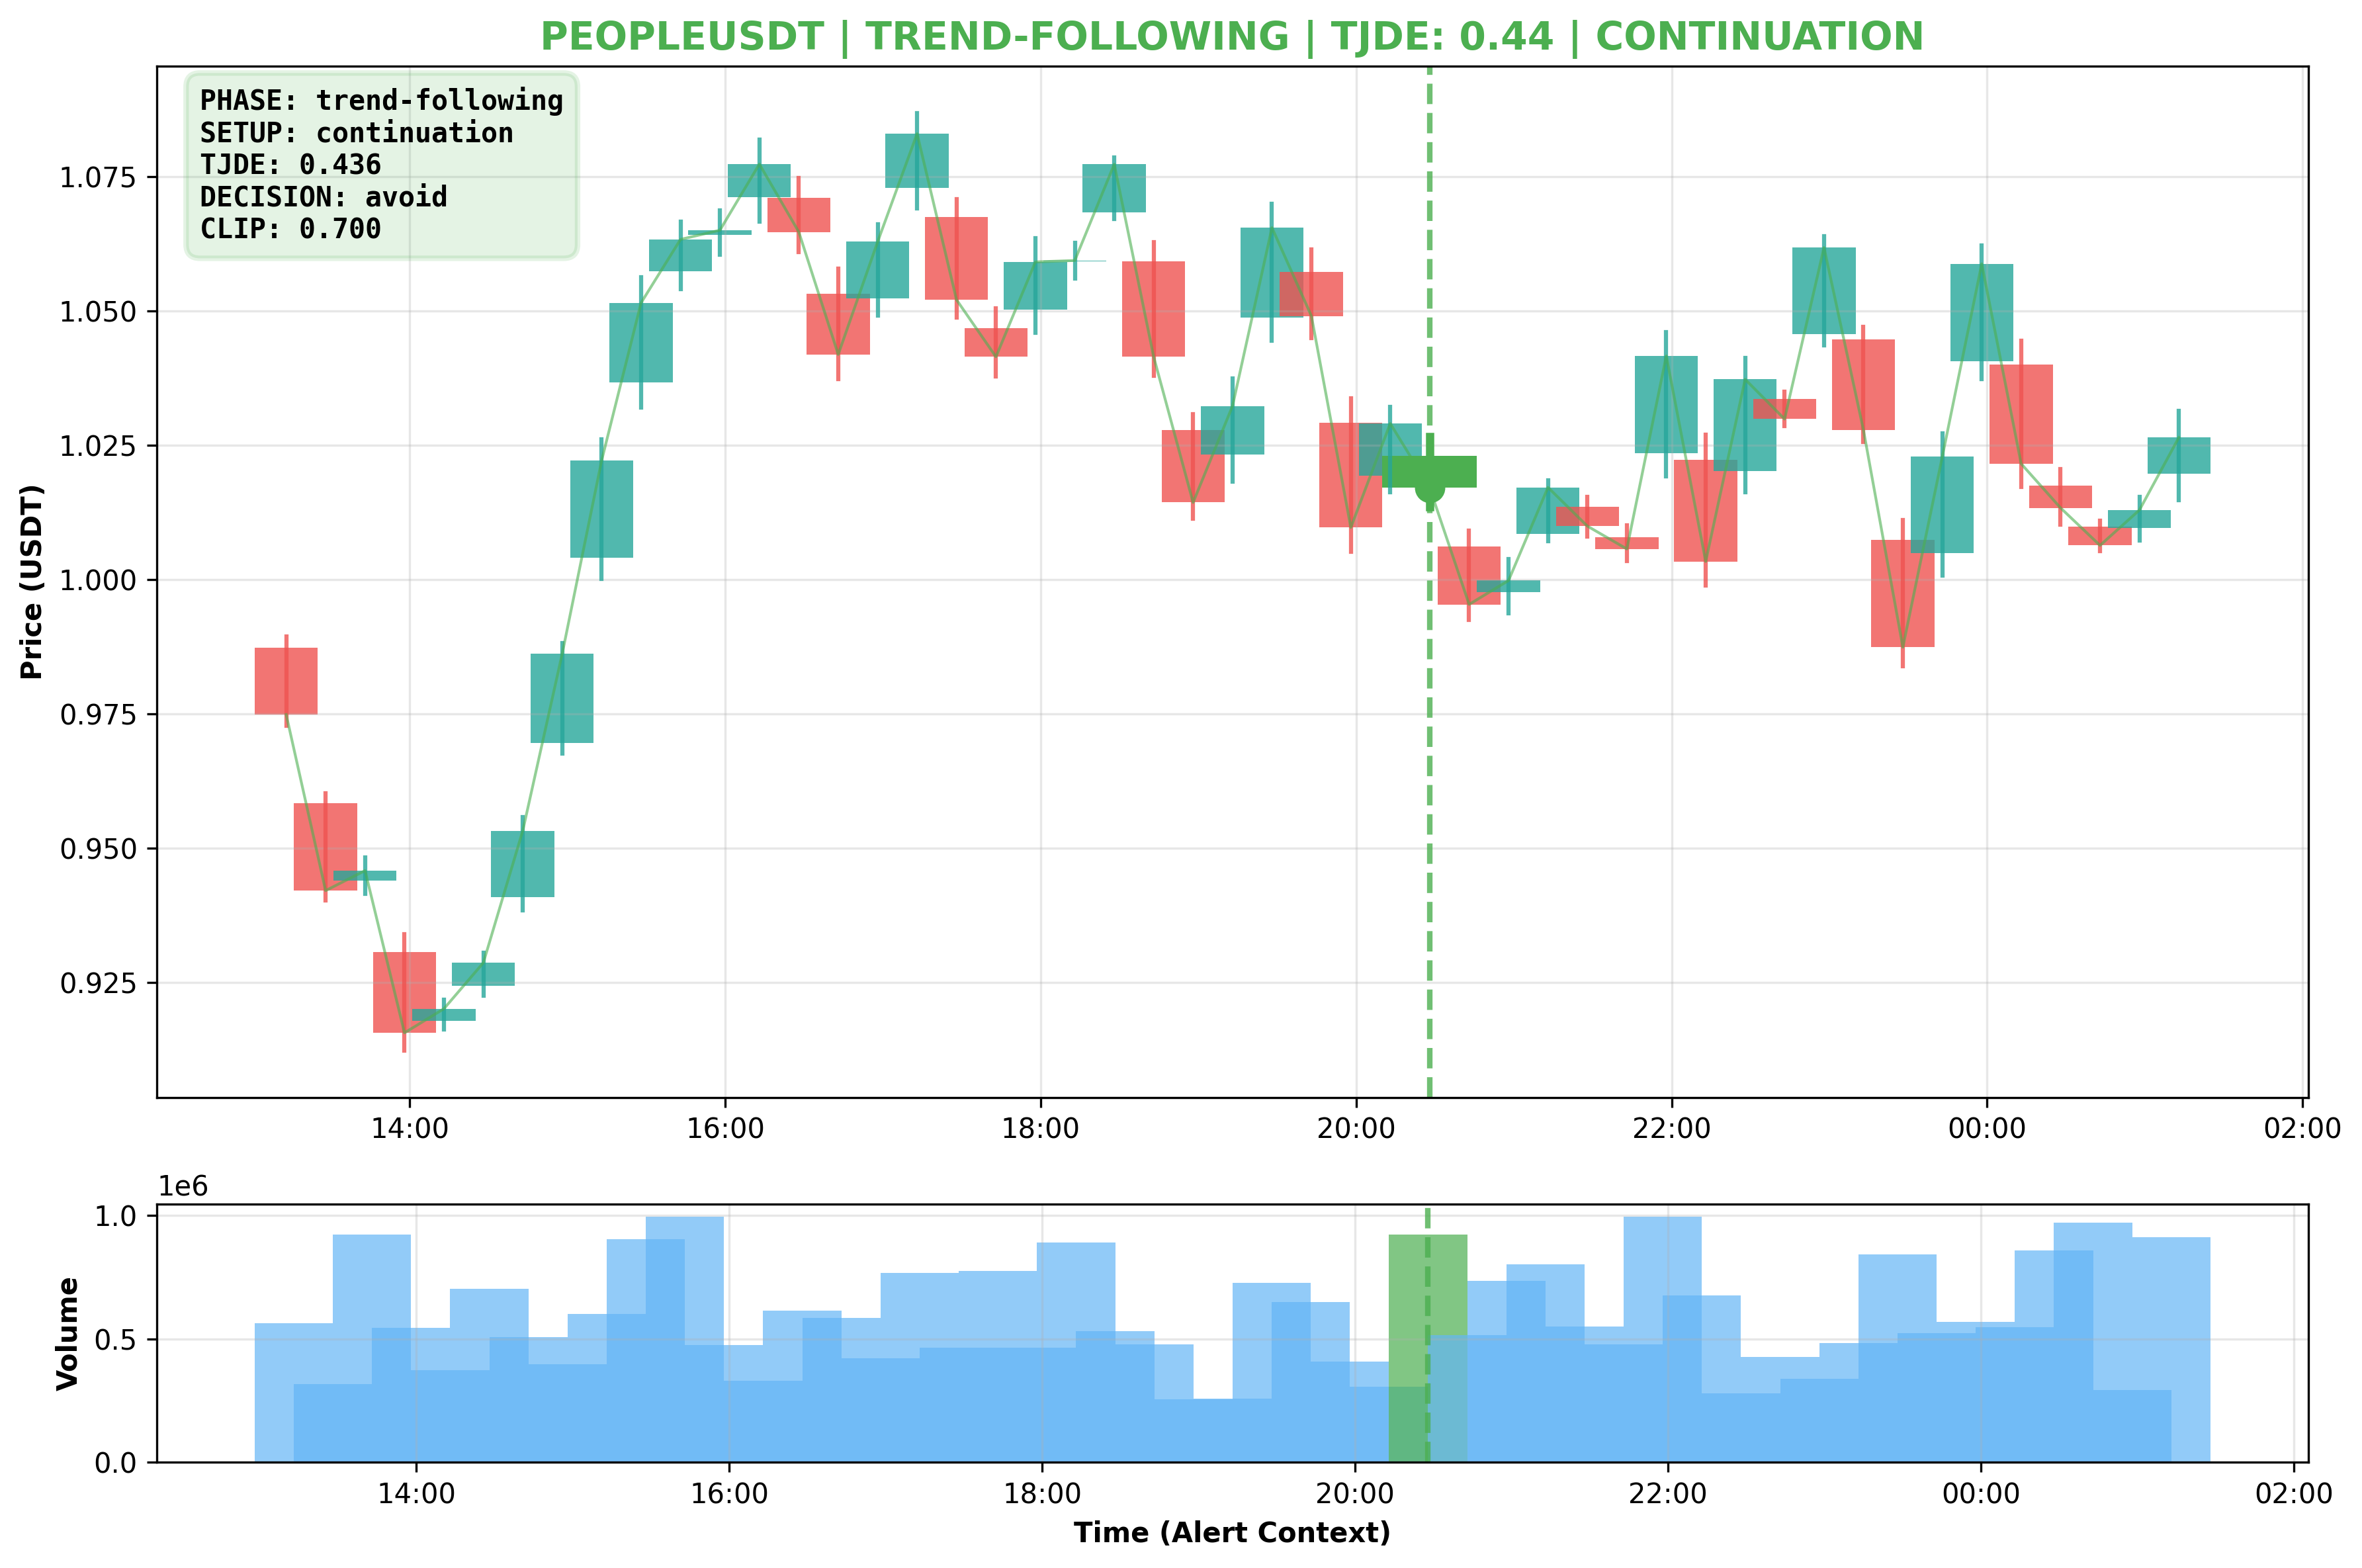 PEOPLEUSDT | TREND-FOLLOWING | TJDE: 0.44 | CONTINUATION
PHASE: trend-following
SETUP: continuation
TJDE: 0.436
DECISION: avoid
CLIP: 0.700
Price (USDT)
1.075
1.050
1.025
1.000
0.975
0.950
0.925
14:00 16:00 18:00 20:00 22:00 00:00 02:00
1e6
Volume
1.0
0.5
0.0
14:00 16:00 18:00 20:00 22:00 00:00 02:00
Time (Alert Context)